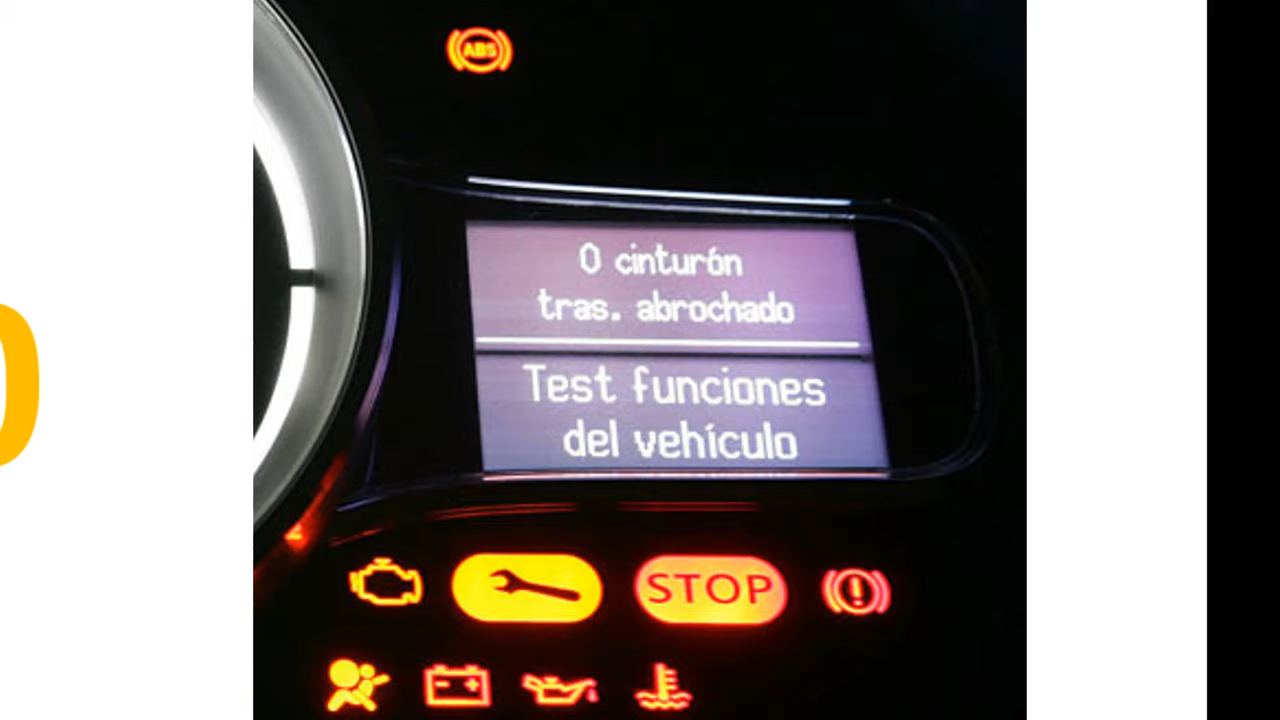 ABS
0 cinturón
tras. abrochado
Test funciones
del vehículo
STOP